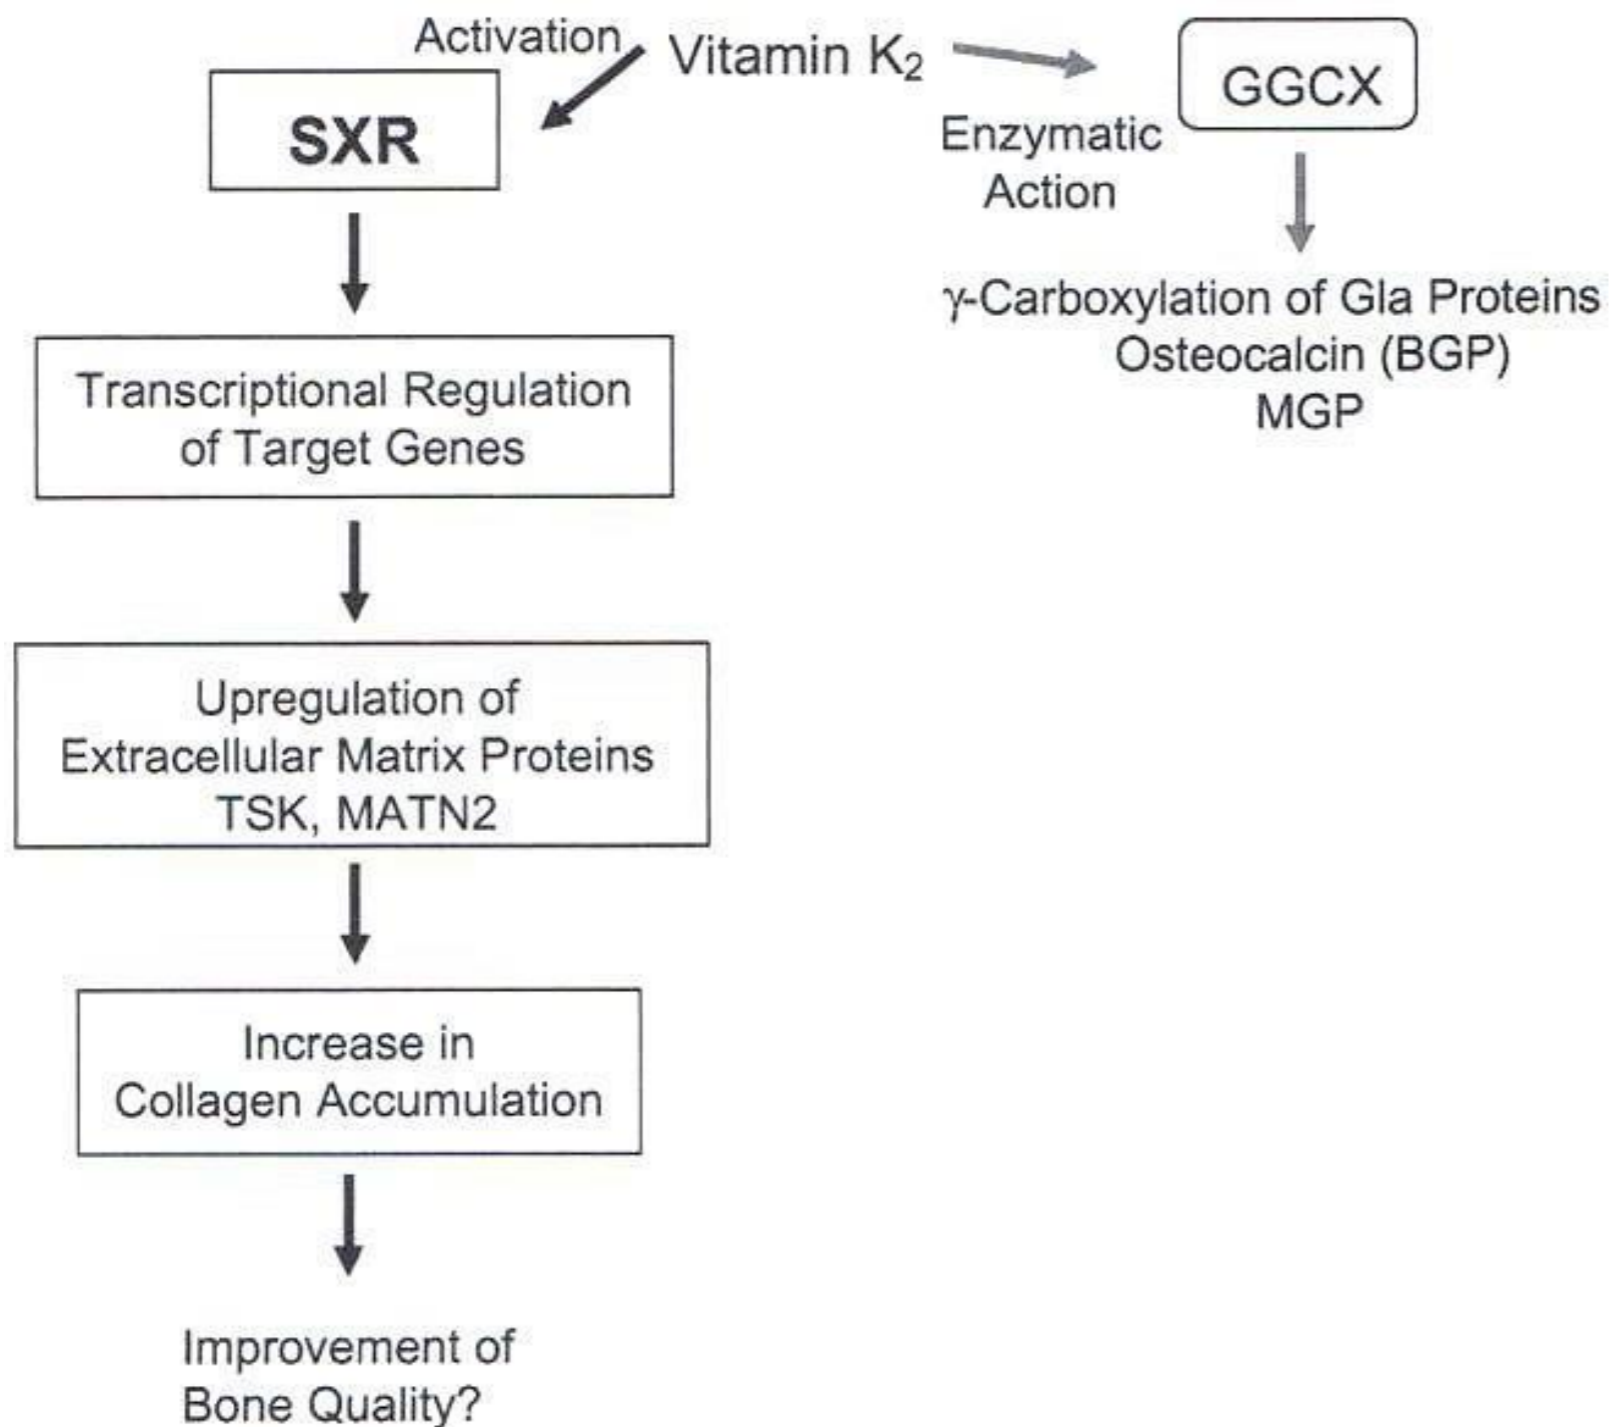 Activation
Vitamin K₂
GGCX
SXR
Enzymatic
Action
γ-Carboxylation of Gla Proteins
Osteocalcin (BGP)
MGP
Transcriptional Regulation
of Target Genes
Upregulation of
Extracellular Matrix Proteins
TSK, MATN2
Increase in
Collagen Accumulation
Improvement of
Bone Quality?